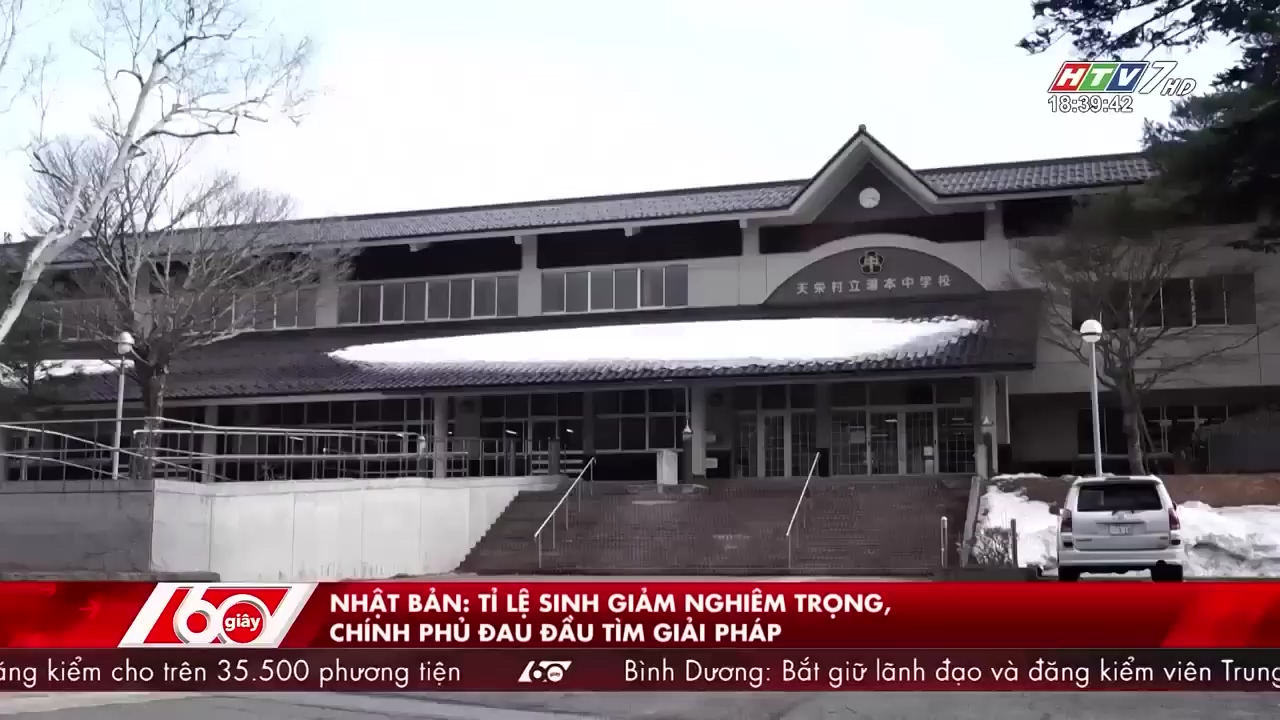 HTV7 HD
18:39:42
天栄村立湯本中学校
60 giây
NHẬT BẢN: TỈ LỆ SINH GIẢM NGHIÊM TRỌNG,
CHÍNH PHỦ ĐAU ĐẦU TÌM GIẢI PHÁP
ăng kiểm cho trên 35.500 phương tiện 60 giây Bình Dương: Bắt giữ lãnh đạo và đăng kiểm viên Trung